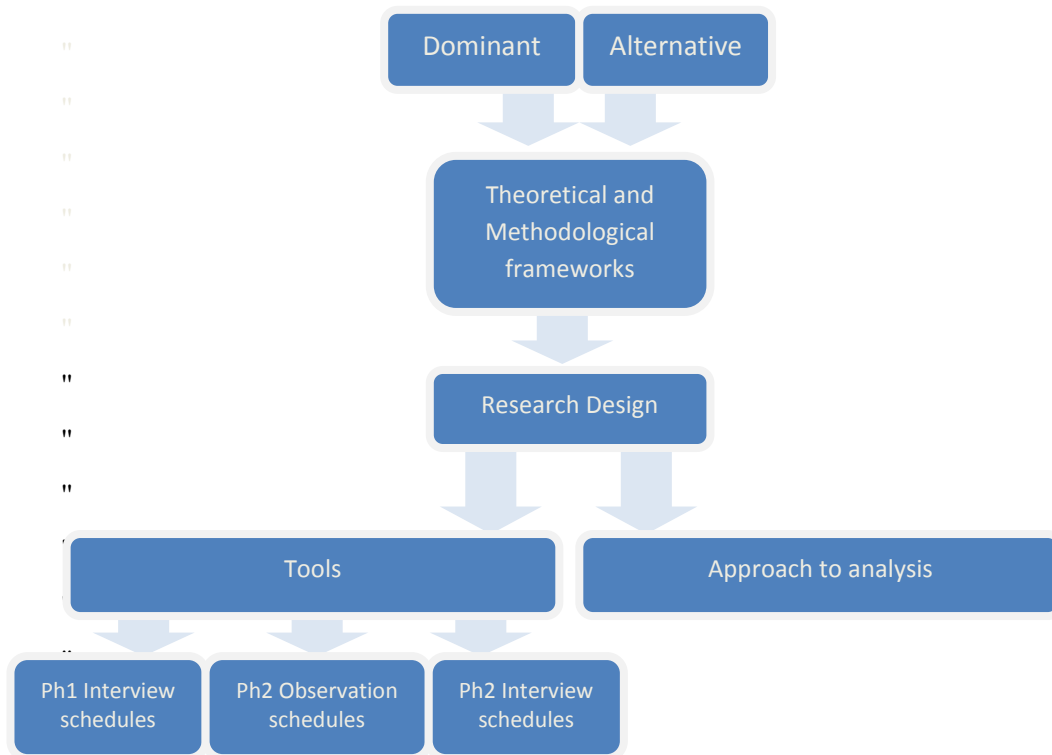 "
"
"
"
"
"
"
"
"
Dominant
Alternative
Theoretical and
Methodological
frameworks
Research Design
Tools
Approach to analysis
Ph1 Interview
schedules
Ph2 Observation
schedules
Ph2 Interview
schedules